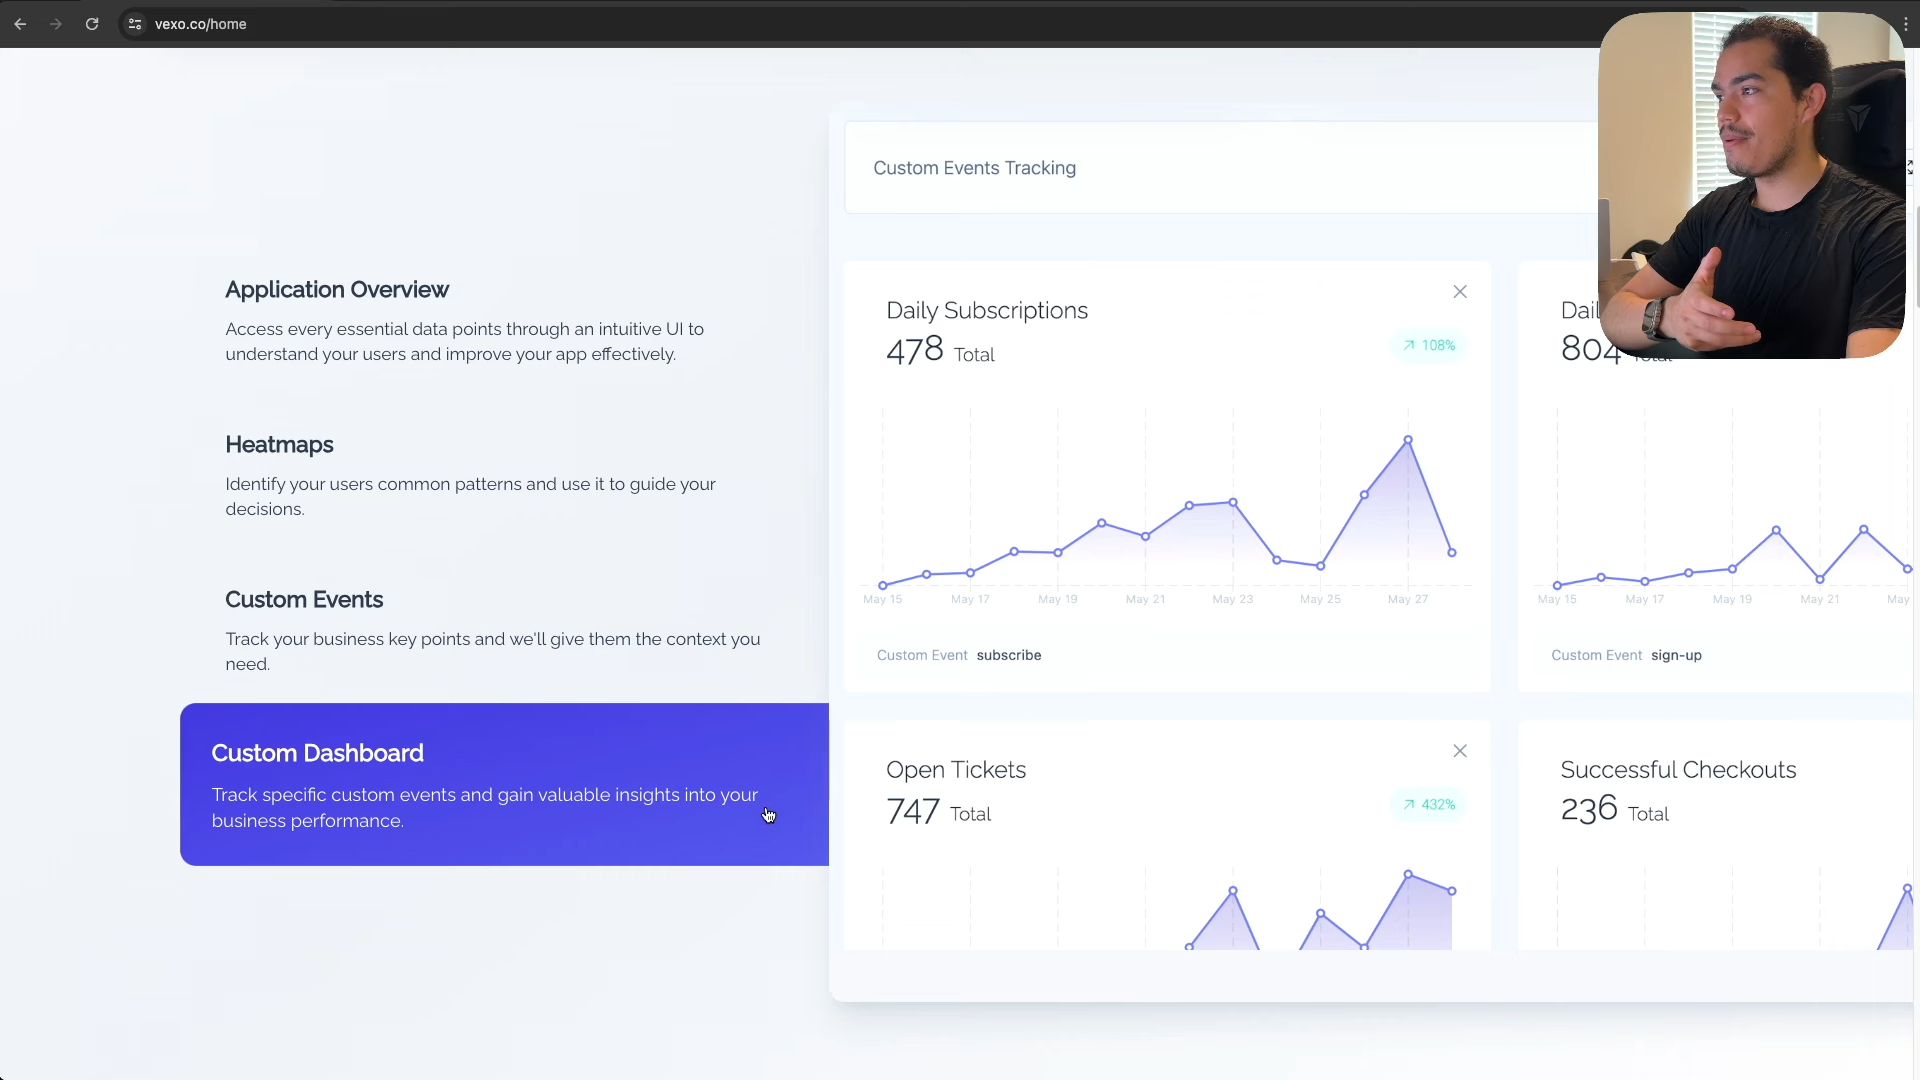 vexo.co/home
Application Overview
Access every essential data points through an intuitive UI to
understand your users and improve your app effectively.
Heatmaps
Identify your users common patterns and use it to guide your
decisions.
Custom Events
Track your business key points and we'll give them the context you
need.
Custom Dashboard
Track specific custom events and gain valuable insights into your
business performance.
Custom Events Tracking
Daily Subscriptions
478 Total
108%
May 15 May 17 May 19 May 21 May 23 May 25 May 27
Custom Event subscribe
804 Total
May 15 May 17 May 19 May 21 May
Custom Event sign-up
Open Tickets
747 Total
432%
Successful Checkouts
236 Total